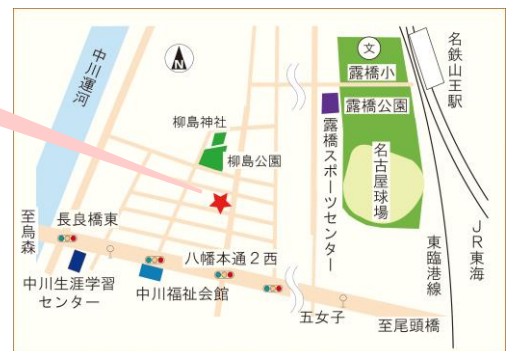 中川運河
N
文
露橋小
名鉄山王駅
露橋公園
柳島神社
柳島公園
露橋スポーツセンター
名古屋球場
至烏森
長良橋東
八幡本通2西
中川生涯学習
センター
中川福祉会館
五女子
至尾頭橋
東臨港線
JR東海